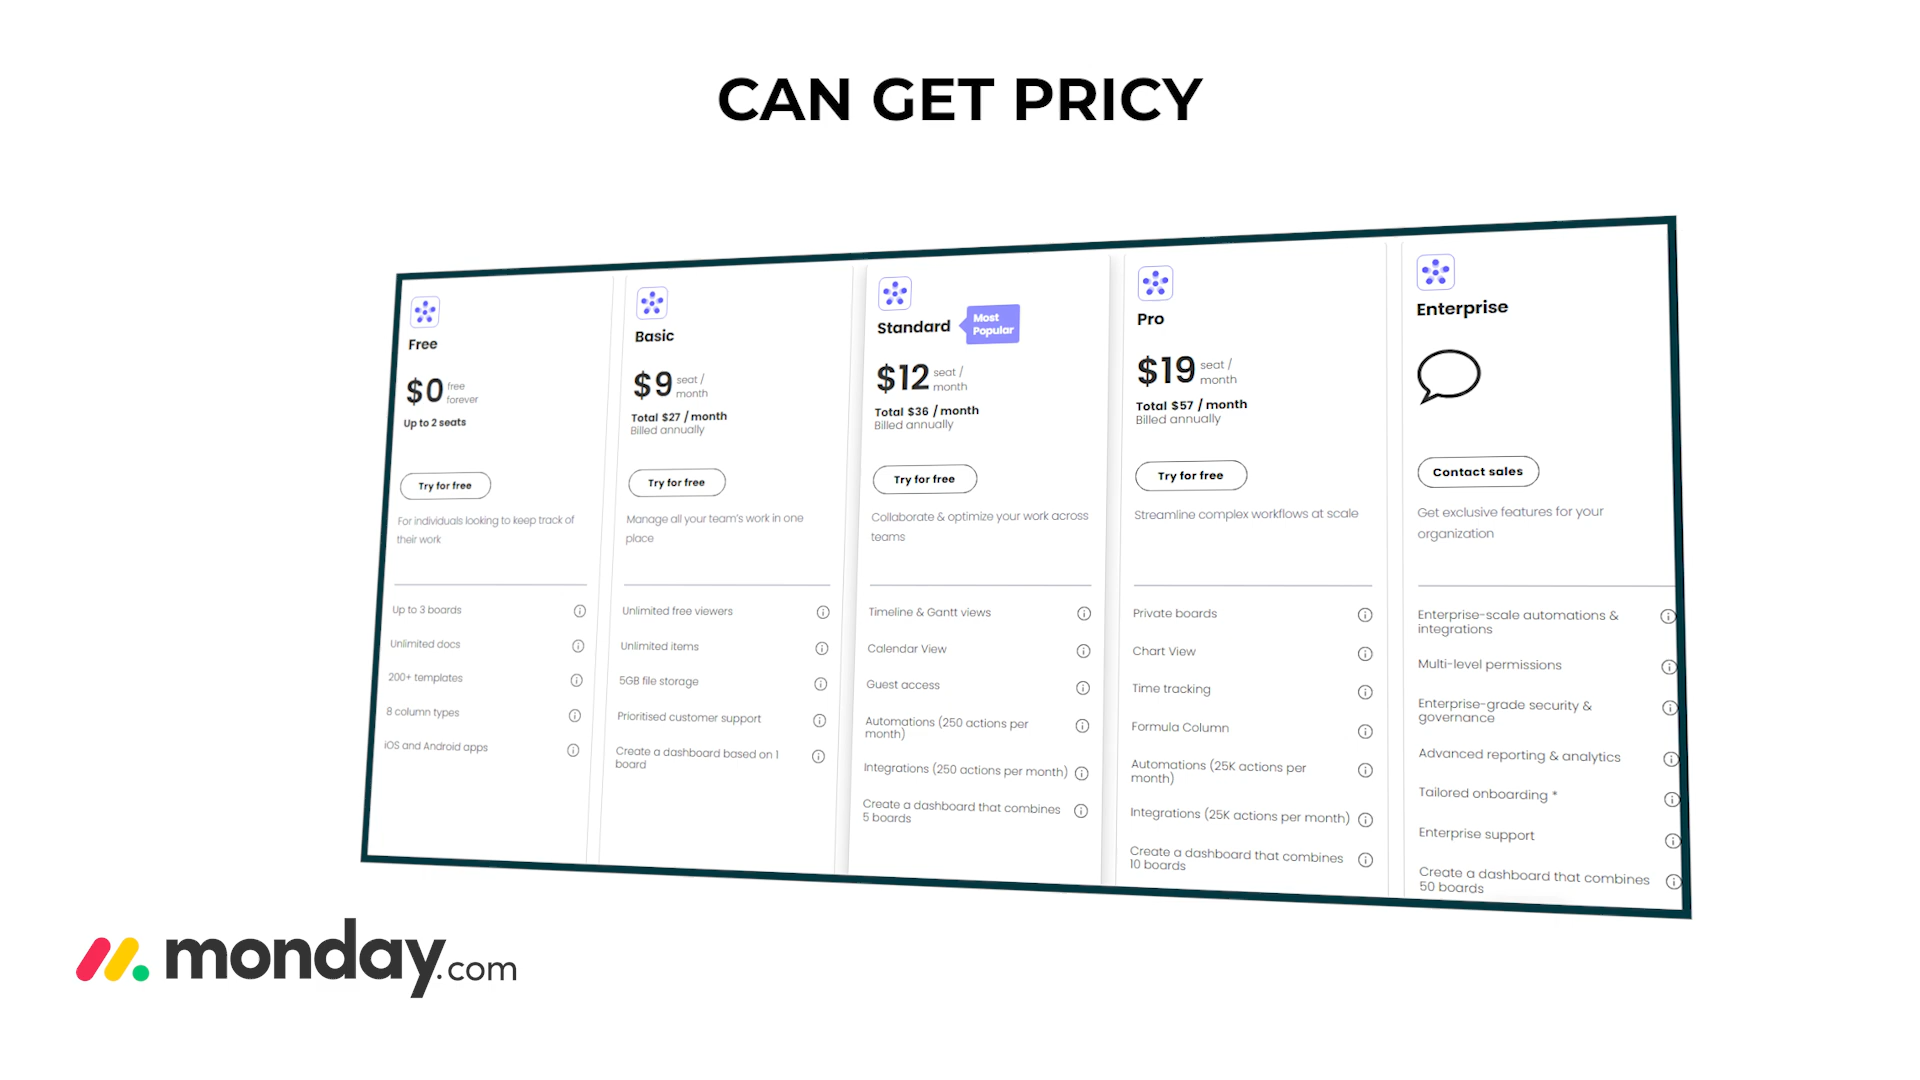 CAN GET PRICY
Free
$0 free
forever
Up to 2 seats
Try for free
For individuals looking to keep track of
their work
Up to 3 boards
Unlimited docs
200+ templates
8 column types
iOS and Android apps
Basic
$9 seat /
month
Total $27 / month
Billed annually
Try for free
Manage all your team's work in one
place
Unlimited free viewers
Unlimited items
5GB file storage
Prioritised customer support
Create a dashboard based on 1
board
Standard
Most
Popular
$12 seat /
month
Total $36 / month
Billed annually
Try for free
Collaborate & optimize your work across
teams
Timeline & Gantt views
Calendar View
Guest access
Automations (250 actions per
month)
Integrations (250 actions per month)
Create a dashboard that combines
5 boards
Pro
$19 seat /
month
Total $57 / month
Billed annually
Try for free
Streamline complex workflows at scale
Private boards
Chart View
Time tracking
Formula Column
Automations (25K actions per
month)
Integrations (25K actions per month)
Create a dashboard that combines
10 boards
Enterprise
Contact sales
Get exclusive features for your
organization
Enterprise-scale automations &
integrations
Multi-level permissions
Enterprise-grade security &
governance
Advanced reporting & analytics
Tailored onboarding *
Enterprise support
Create a dashboard that combines
50 boards
monday.com